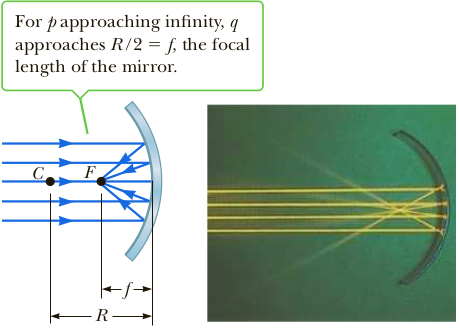 For p approaching infinity, q
approaches R/2 = f, the focal
length of the mirror.
C
F
f
R